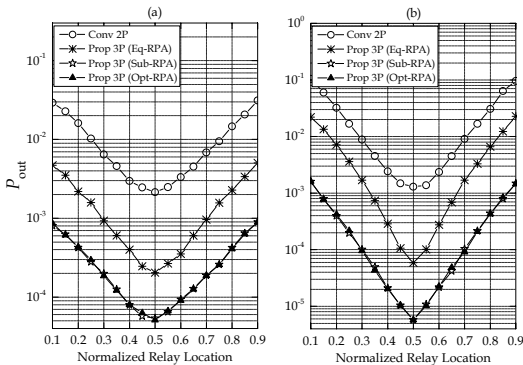 (a)
Conv 2P
Prop 3P (Eq-RPA)
Prop 3P (Sub-RPA)
Prop 3P (Opt-RPA)
10^-1
10^-2
10^-3
10^-4
P_out
0.1 0.2 0.3 0.4 0.5 0.6 0.7 0.8 0.9
Normalized Relay Location
(b)
Conv 2P
Prop 3P (Eq-RPA)
Prop 3P (Sub-RPA)
Prop 3P (Opt-RPA)
10^0
10^-1
10^-2
10^-3
10^-4
10^-5
0.1 0.2 0.3 0.4 0.5 0.6 0.7 0.8 0.9
Normalized Relay Location